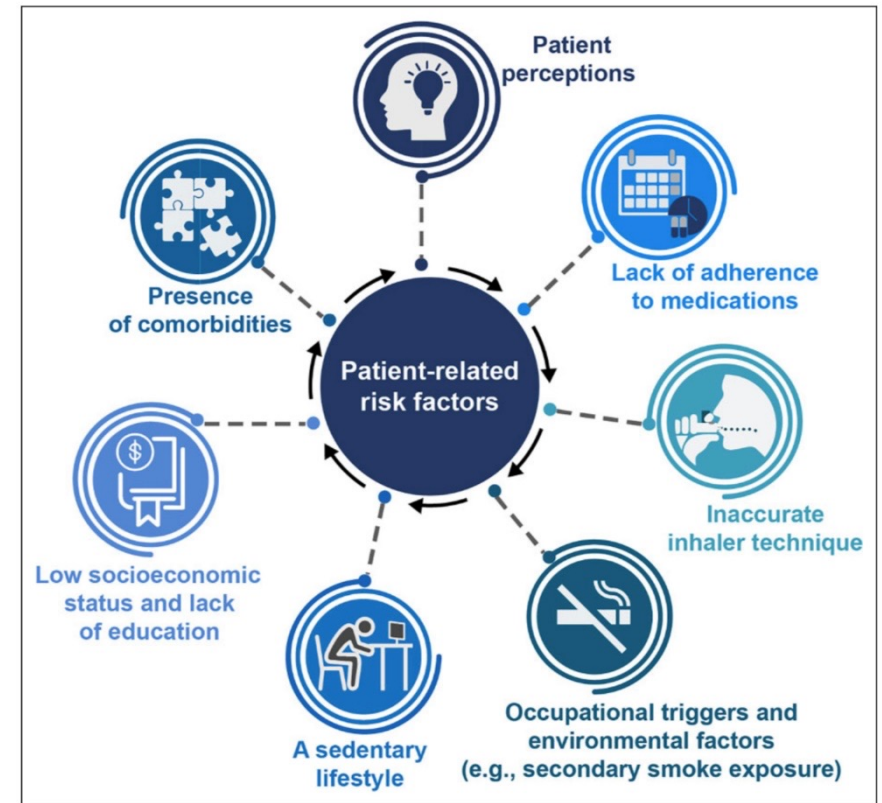 Patient
perceptions
Lack of adherence
to medications
Inaccurate
inhaler technique
Occupational triggers and
environmental factors
(e.g., secondary smoke exposure)
A sedentary
lifestyle
Low socioeconomic
status and lack
of education
$
Presence
of comorbidities
Patient-related
risk factors